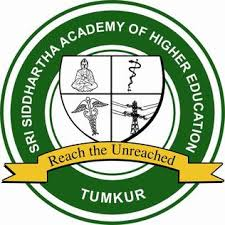 SRI SIDDHARTHA ACADEMY OF HIGHER EDUCATION
Reach the Unreached
TUMKUR